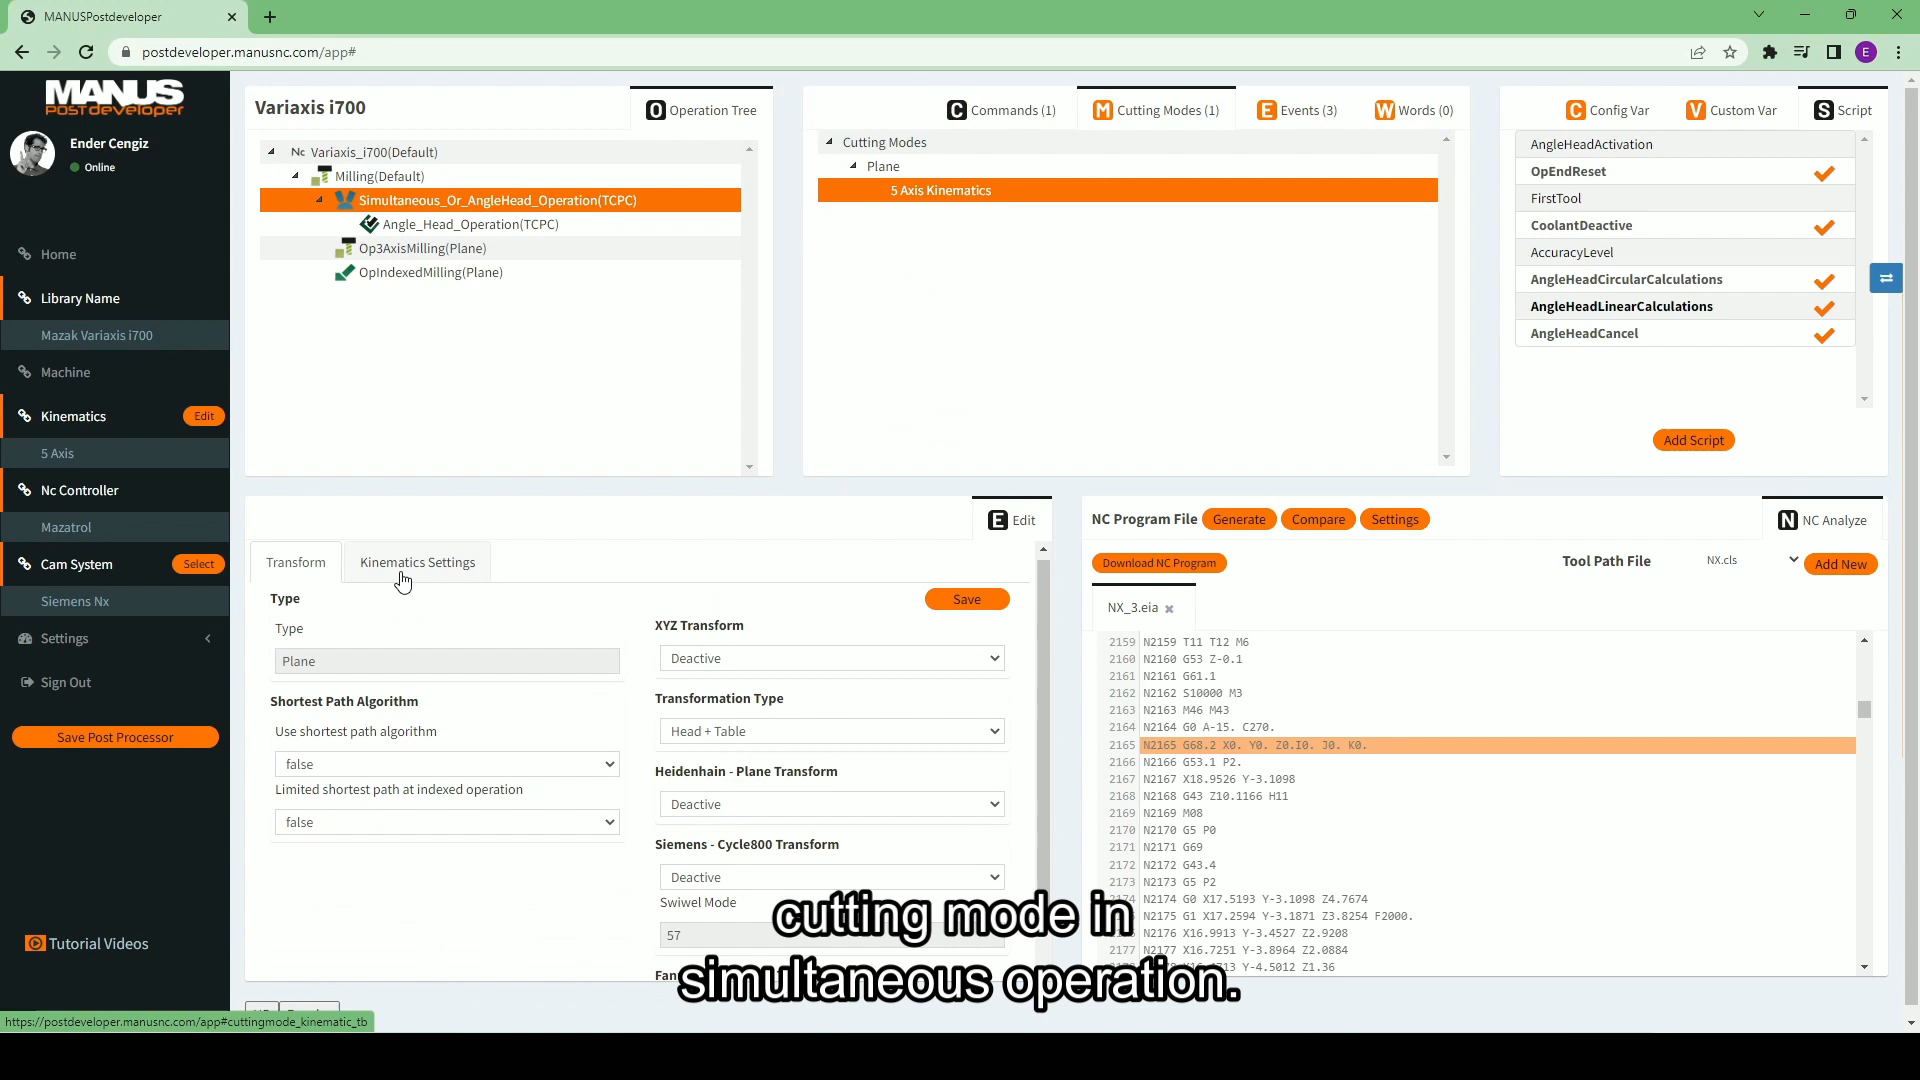 MANUSPostdeveloper
postdeveloper.manusnc.com/app#
E
MANUS
POSTdeveloper
Ender Cengiz
Online
Home
Library Name
Mazak Variaxis i700
Machine
Kinematics
Edit
5 Axis
Nc Controller
Mazatrol
Cam System
Select
Siemens Nx
Settings
Sign Out
Save Post Processor
Tutorial Videos
https://postdeveloper.manusnc.com/app#cuttingmode_kinematic_tb
Variaxis i700
O Operation Tree
Nc Variaxis_i700(Default)
Milling(Default)
Simultaneous_Or_AngleHead_Operation(TCPC)
Angle_Head_Operation(TCPC)
Op3AxisMilling(Plane)
OpIndexedMilling(Plane)
C Commands (1)
M Cutting Modes (1)
E Events (3)
W Words (0)
Cutting Modes
Plane
5 Axis Kinematics
C Config Var
V Custom Var
S Script
AngleHeadActivation
OpEndReset
FirstTool
CoolantDeactive
AccuracyLevel
AngleHeadCircularCalculations
AngleHeadLinearCalculations
AngleHeadCancel
Add Script
E Edit
Transform
Kinematics Settings
Type
Save
Type
Plane
Shortest Path Algorithm
Use shortest path algorithm
false
Limited shortest path at indexed operation
false
XYZ Transform
Deactive
Transformation Type
Head + Table
Heidenhain - Plane Transform
Deactive
Siemens - Cycle800 Transform
Deactive
Swiwel Mode
57
NC Program File
Generate
Compare
Settings
N NC Analyze
Download NC Program
Tool Path File
NX.cls
Add New
NX_3.eia
2159 N2159 T11 T12 M6
2160 N2160 G53 Z-0.1
2161 N2161 G61.1
2162 N2162 S10000 M3
2163 N2163 M46 M43
2164 N2164 G0 A-15. C270.
2165 N2165 G68.2 X0. Y0. Z0.I0. J0. K0.
2166 N2166 G53.1 P2.
2167 N2167 X18.9526 Y-3.1098
2168 N2168 G43 Z10.1166 H11
2169 N2169 M08
2170 N2170 G5 P0
2171 N2171 G69
2172 N2172 G43.4
2173 N2173 G5 P2
2174 N2174 G0 X17.5193 Y-3.1098 Z4.7674
N2175 G1 X17.2594 Y-3.1871 Z3.8254 F2000.
N2176 X16.9913 Y-3.4527 Z2.9208
2177 N2177 X16.7251 Y-3.8964 Z2.0884
Y-4.5012 Z1.36
cutting mode in
simultaneous operation.